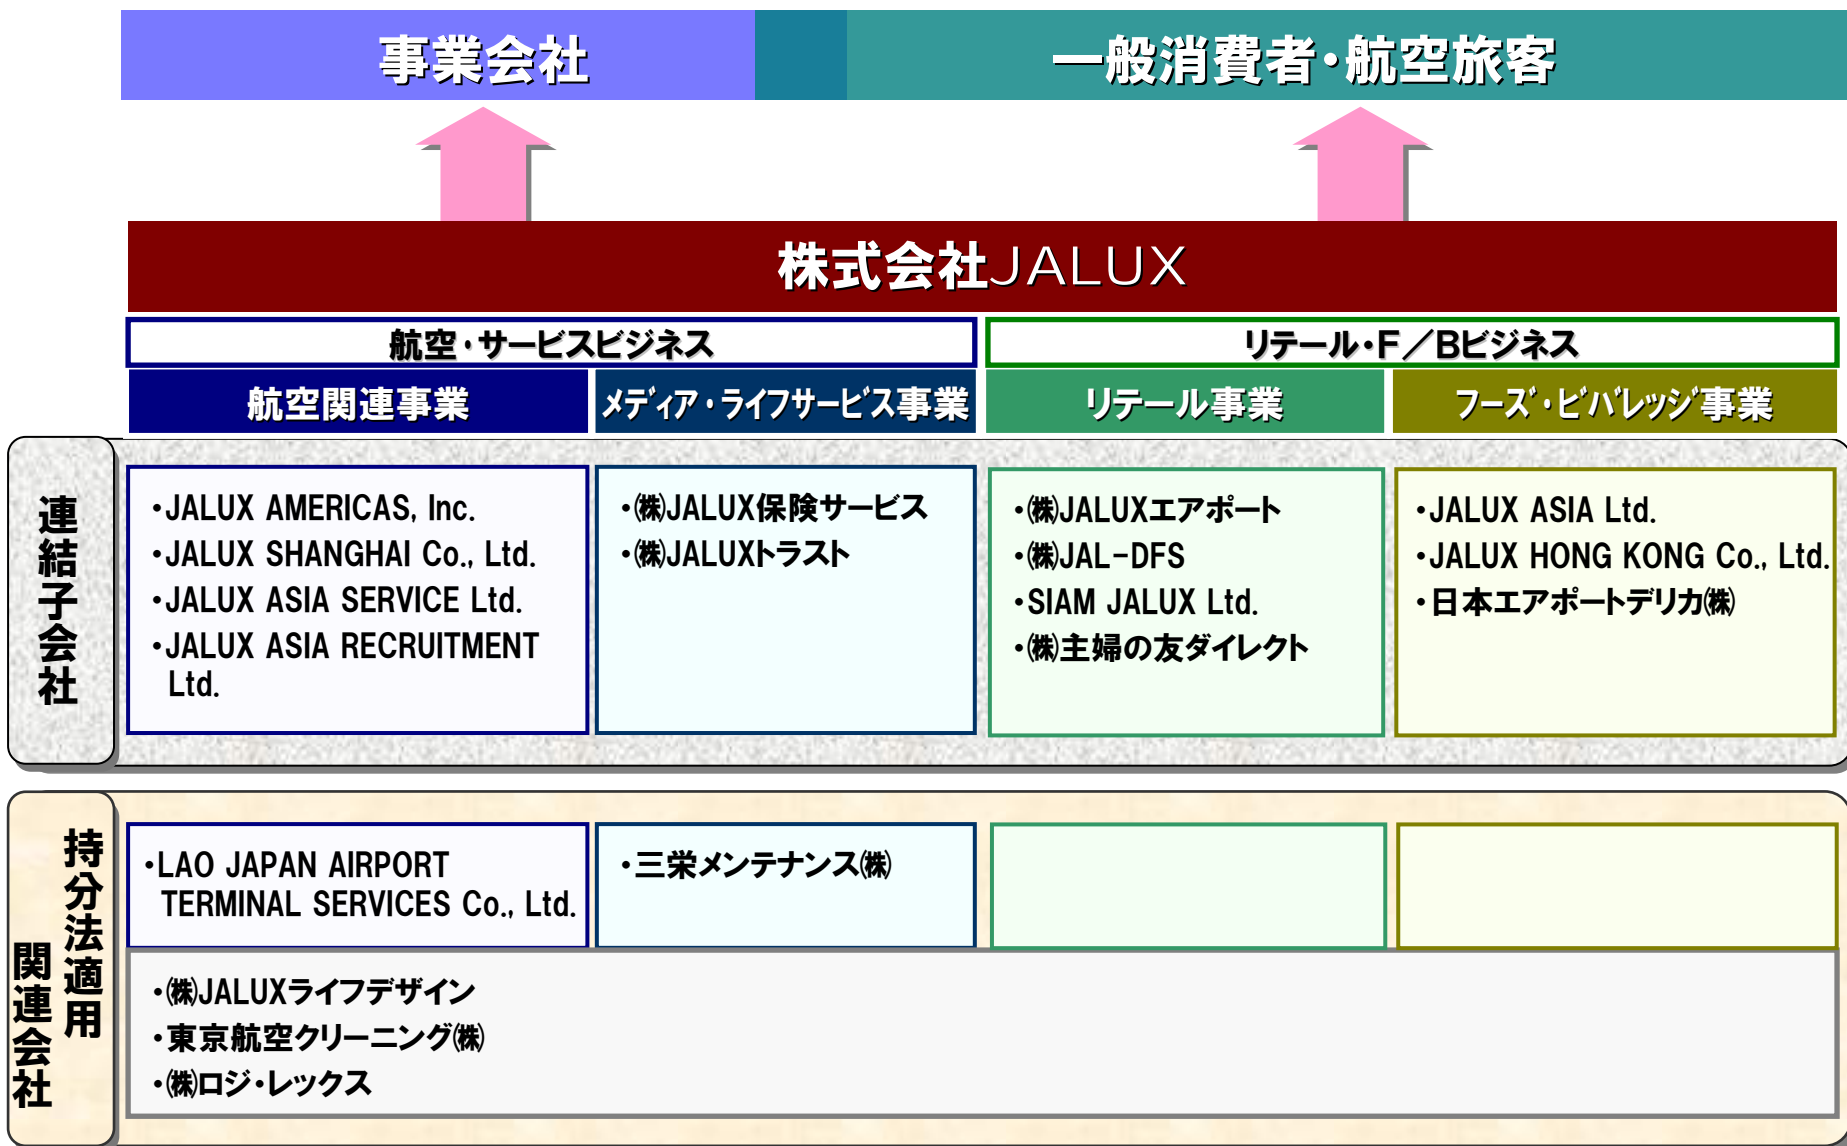 事業会社
一般消費者・航空旅客
株式会社JALUX
航空・サービスビジネス
リテール・F／Bビジネス
航空関連事業
ﾒﾃﾞｨｱ・ﾗｲﾌｻｰﾋﾞｽ事業
リテール事業
ﾌｰｽﾞ・ﾋﾞﾊﾞﾚｯｼﾞ事業
連結子会社
・JALUX AMERICAS, Inc.
・JALUX SHANGHAI Co., Ltd.
・JALUX ASIA SERVICE Ltd.
・JALUX ASIA RECRUITMENT
Ltd.
・㈱JALUX保険サービス
・㈱JALUXトラスト
・㈱JALUXエアポート
・㈱JAL-DFS
・SIAM JALUX Ltd.
・㈱主婦の友ダイレクト
・JALUX ASIA Ltd.
・JALUX HONG KONG Co., Ltd.
・日本エアポートデリカ㈱
持分法適用
関連会社
・LAO JAPAN AIRPORT
TERMINAL SERVICES Co., Ltd.
・三栄メンテナンス㈱
・㈱JALUXライフデザイン
・東京航空クリーニング㈱
・㈱ロジ・レックス